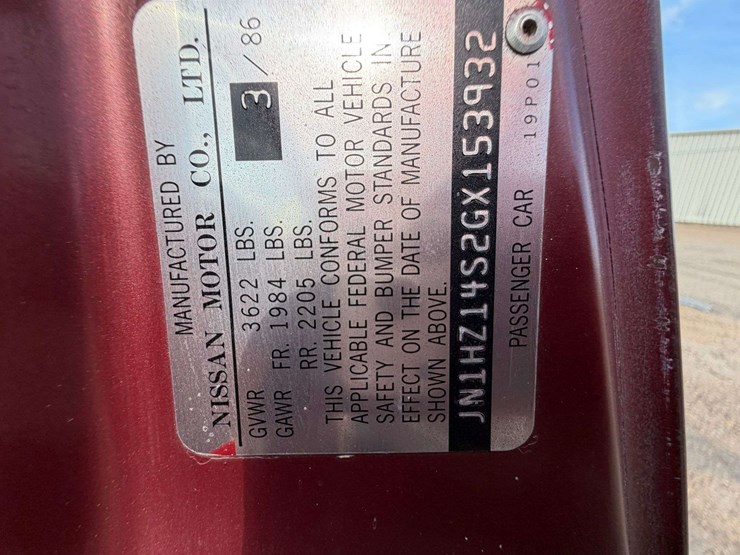 MANUFACTURED BY
NISSAN MOTOR CO., LTD.
GVWR 3622 LBS. 3 / 86
GAWR FR. 1984 LBS.
RR. 2205 LBS.
THIS VEHICLE CONFORMS TO ALL
APPLICABLE FEDERAL MOTOR VEHICLE
SAFETY AND BUMPER STANDARDS IN
EFFECT ON THE DATE OF MANUFACTURE
SHOWN ABOVE.
JN1HZ14S2GX153932
PASSENGER CAR 19P01